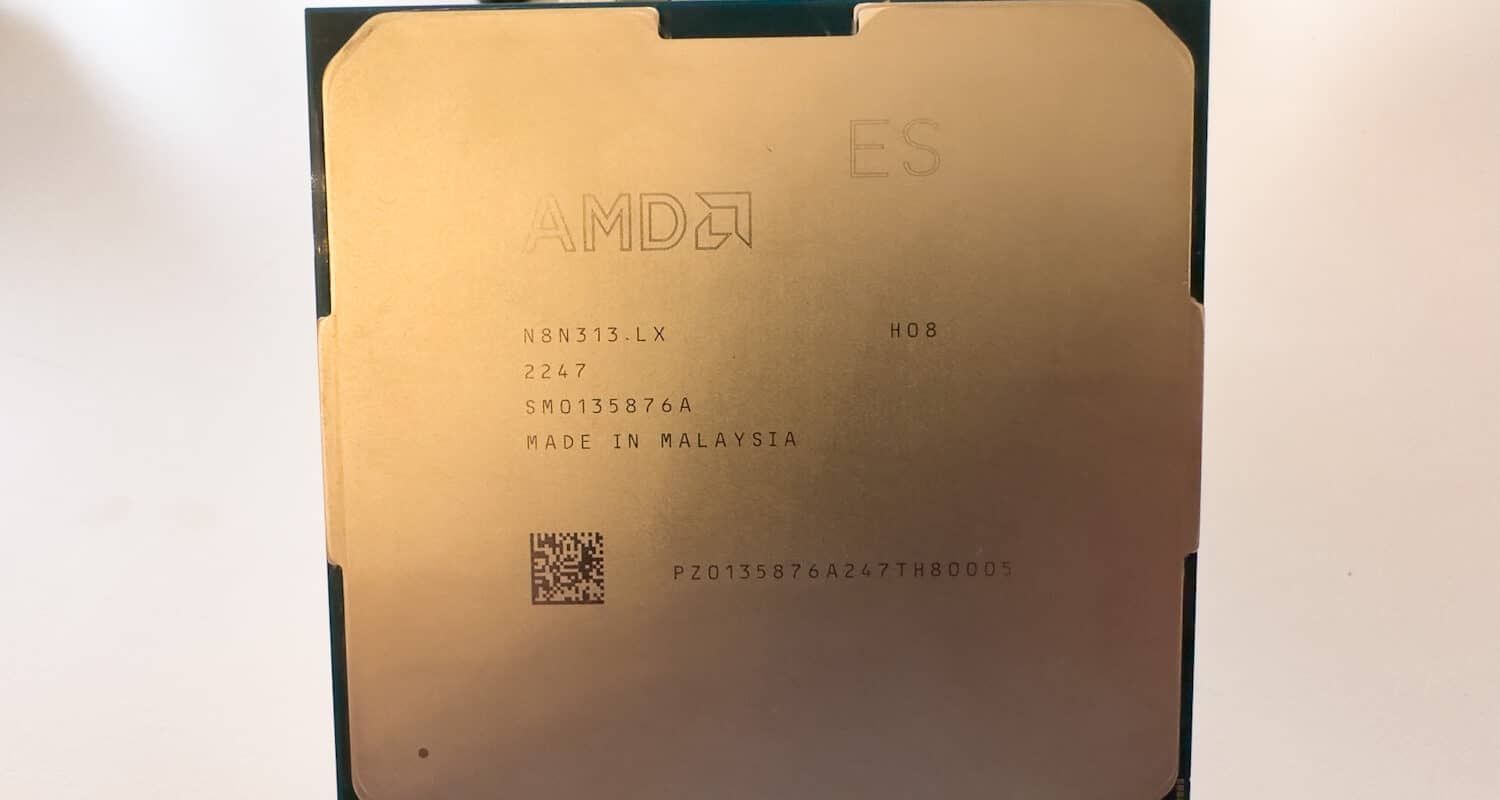 ES
AMD
N8N313.LX H08
2247
SM0135876A
MADE IN MALAYSIA
PZ0135876A247TH80005